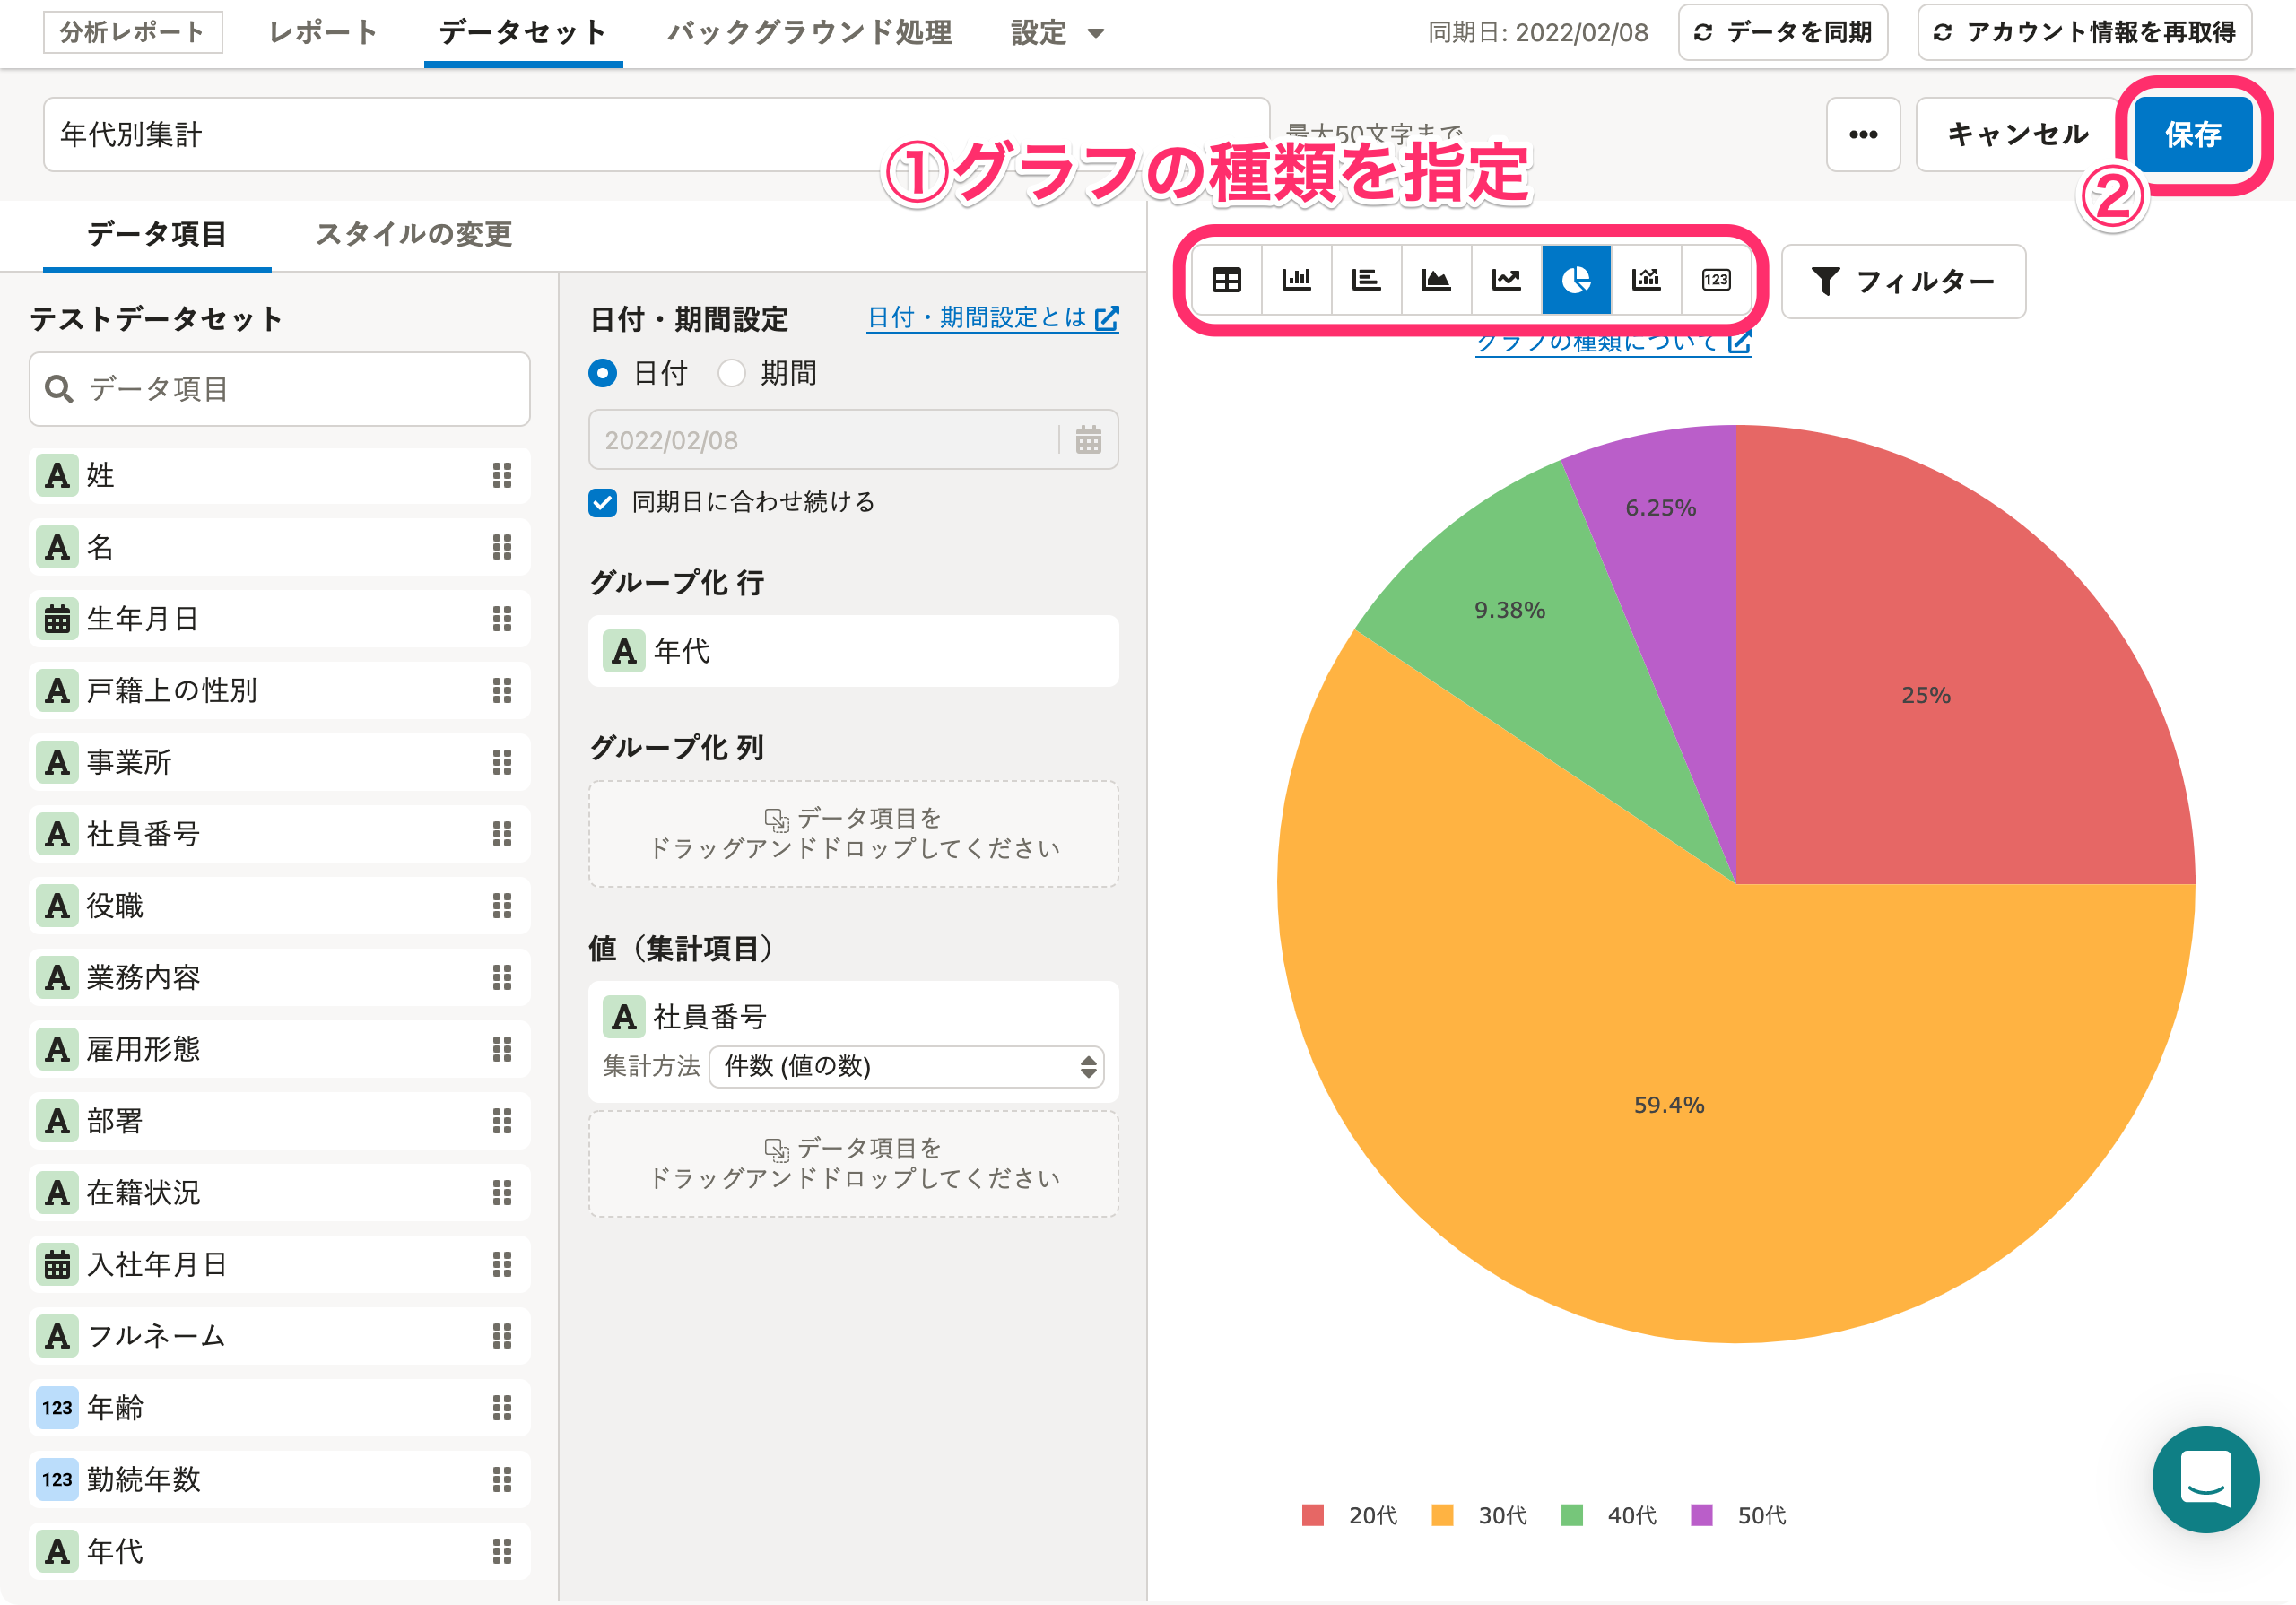 分析レポート レポート データセット バックグラウンド処理 設定 同期日: 2022/02/08 データを同期 アカウント情報を再取得
年代別集計 最大50文字まで ••• キャンセル 保存
①グラフの種類を指定 ②
データ項目 スタイルの変更
123 フィルター
グラフの種類について
テストデータセット
データ項目
A 姓
A 名
生年月日
A 戸籍上の性別
A 事業所
A 社員番号
A 役職
A 業務内容
A 雇用形態
A 部署
A 在籍状況
入社年月日
A フルネーム
123 年齢
123 勤続年数
A 年代
日付・期間設定 日付・期間設定とは
日付 期間
2022/02/08
同期日に合わせ続ける
グループ化 行
A 年代
グループ化 列
データ項目を
ドラッグアンドドロップしてください
値（集計項目）
A 社員番号
集計方法 件数 (値の数)
データ項目を
ドラッグアンドドロップしてください
6.25%
9.38%
25%
59.4%
20代 30代 40代 50代